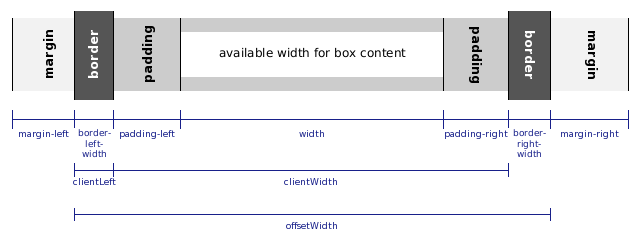 margin
border
padding
available width for box content
padding
border
margin
margin-left
border-
left-
width
padding-left
width
padding-right
border-
right-
width
margin-right
clientLeft
clientWidth
offsetWidth